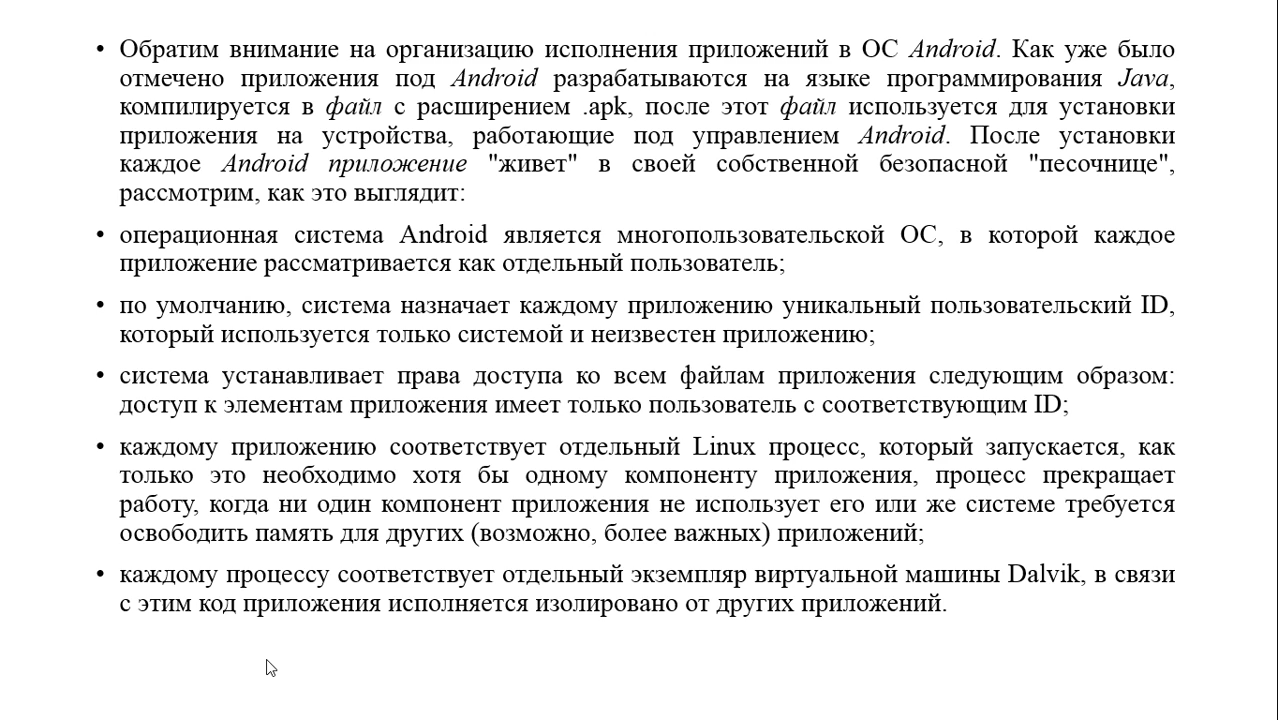 • Обратим внимание на организацию исполнения приложений в ОС Android. Как уже было
отмечено приложения под Android разрабатываются на языке программирования Java,
компилируется в файл с расширением .apk, после этот файл используется для установки
приложения на устройства, работающие под управлением Android. После установки
каждое Android приложение "живет" в своей собственной безопасной "песочнице",
рассмотрим, как это выглядит:
• операционная система Android является многопользовательской ОС, в которой каждое
приложение рассматривается как отдельный пользователь;
• по умолчанию, система назначает каждому приложению уникальный пользовательский ID,
который используется только системой и неизвестен приложению;
• система устанавливает права доступа ко всем файлам приложения следующим образом:
доступ к элементам приложения имеет только пользователь с соответствующим ID;
• каждому приложению соответствует отдельный Linux процесс, который запускается, как
только это необходимо хотя бы одному компоненту приложения, процесс прекращает
работу, когда ни один компонент приложения не использует его или же системе требуется
освободить память для других (возможно, более важных) приложений;
• каждому процессу соответствует отдельный экземпляр виртуальной машины Dalvik, в связи
с этим код приложения исполняется изолировано от других приложений.